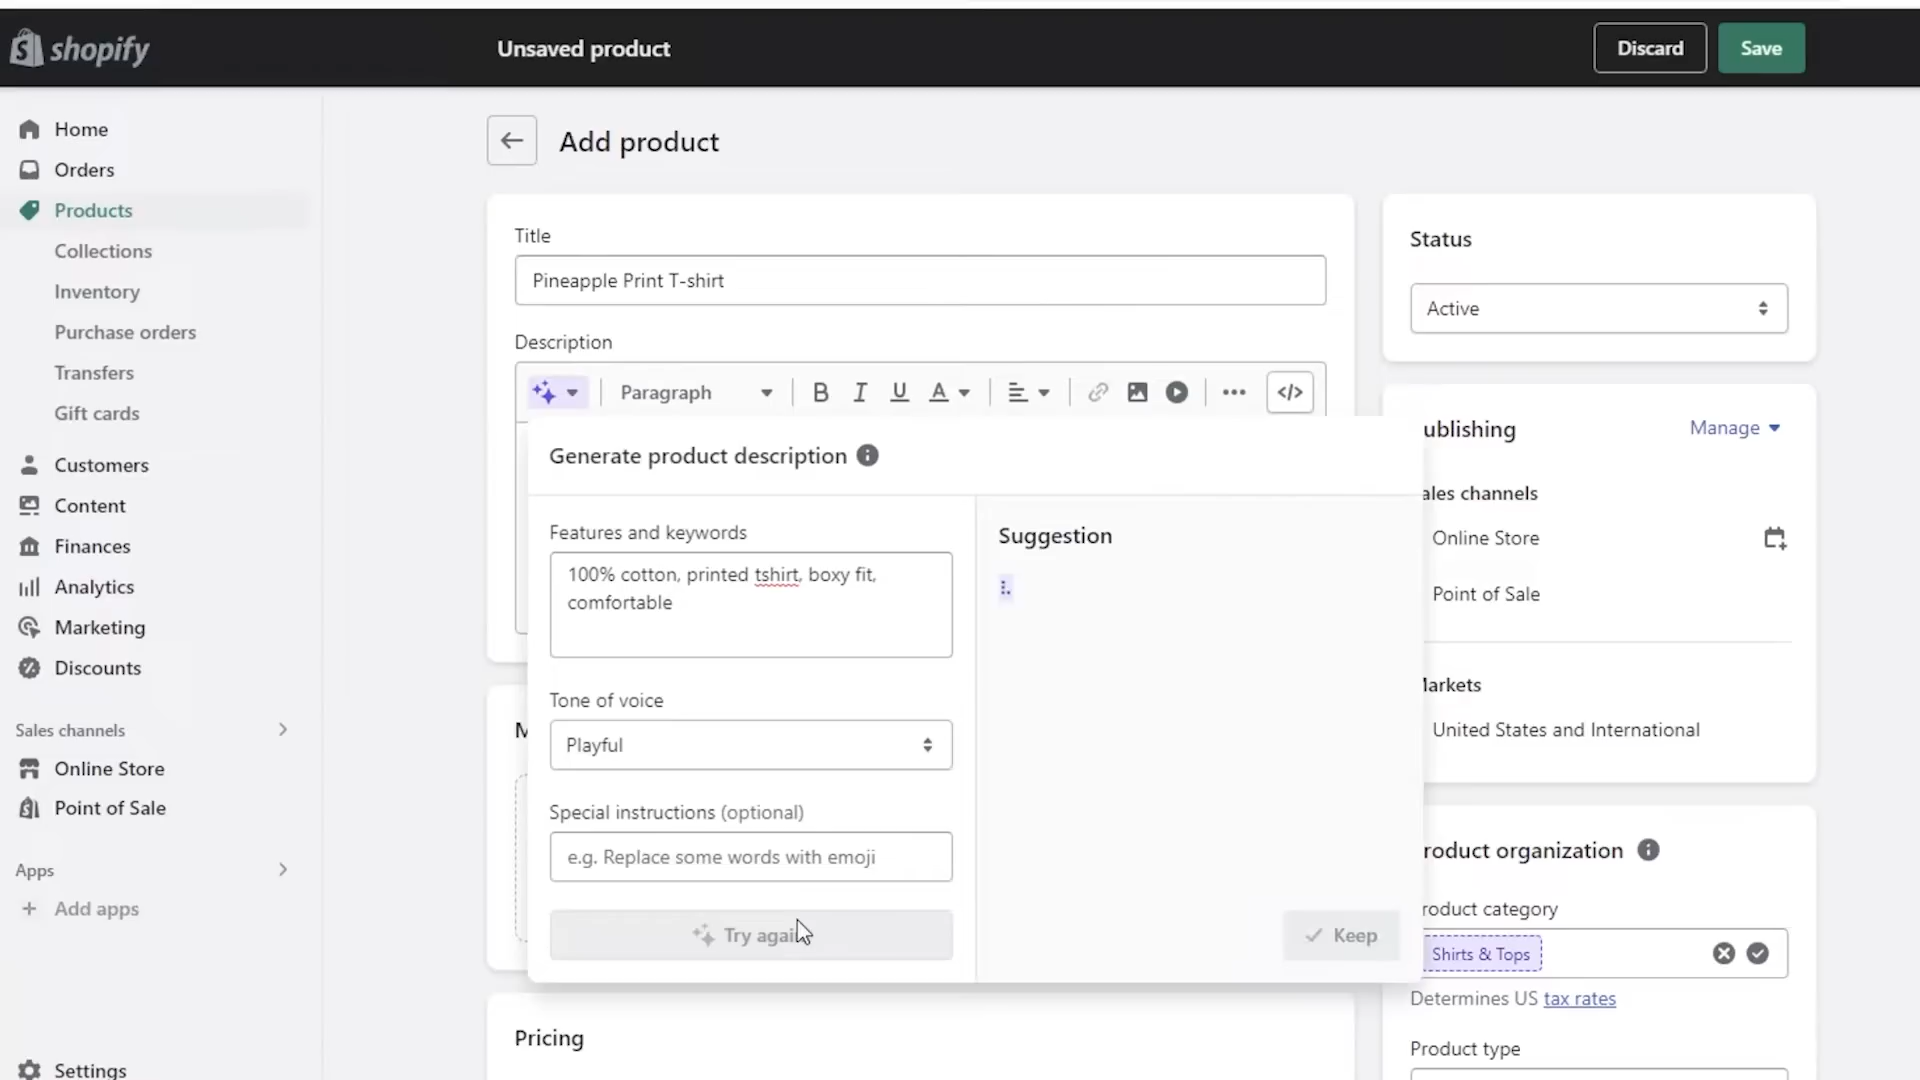 shopify
Unsaved product
Discard
Save
Home
Orders
Products
Collections
Inventory
Purchase orders
Transfers
Gift cards
Customers
Content
Finances
Analytics
Marketing
Discounts
Sales channels
Online Store
Point of Sale
Apps
+ Add apps
Settings
Add product
Title
Pineapple Print T-shirt
Description
Paragraph
B I U A
•••
</>
Generate product description
Features and keywords
100% cotton, printed tshirt, boxy fit,
comfortable
Tone of voice
Playful
Special instructions (optional)
e.g. Replace some words with emoji
Try again
Suggestion
Keep
M
Pricing
Status
Active
ublishing
Manage
ales channels
Online Store
Point of Sale
Markets
United States and International
roduct organization
roduct category
Shirts & Tops
Determines US tax rates
Product type